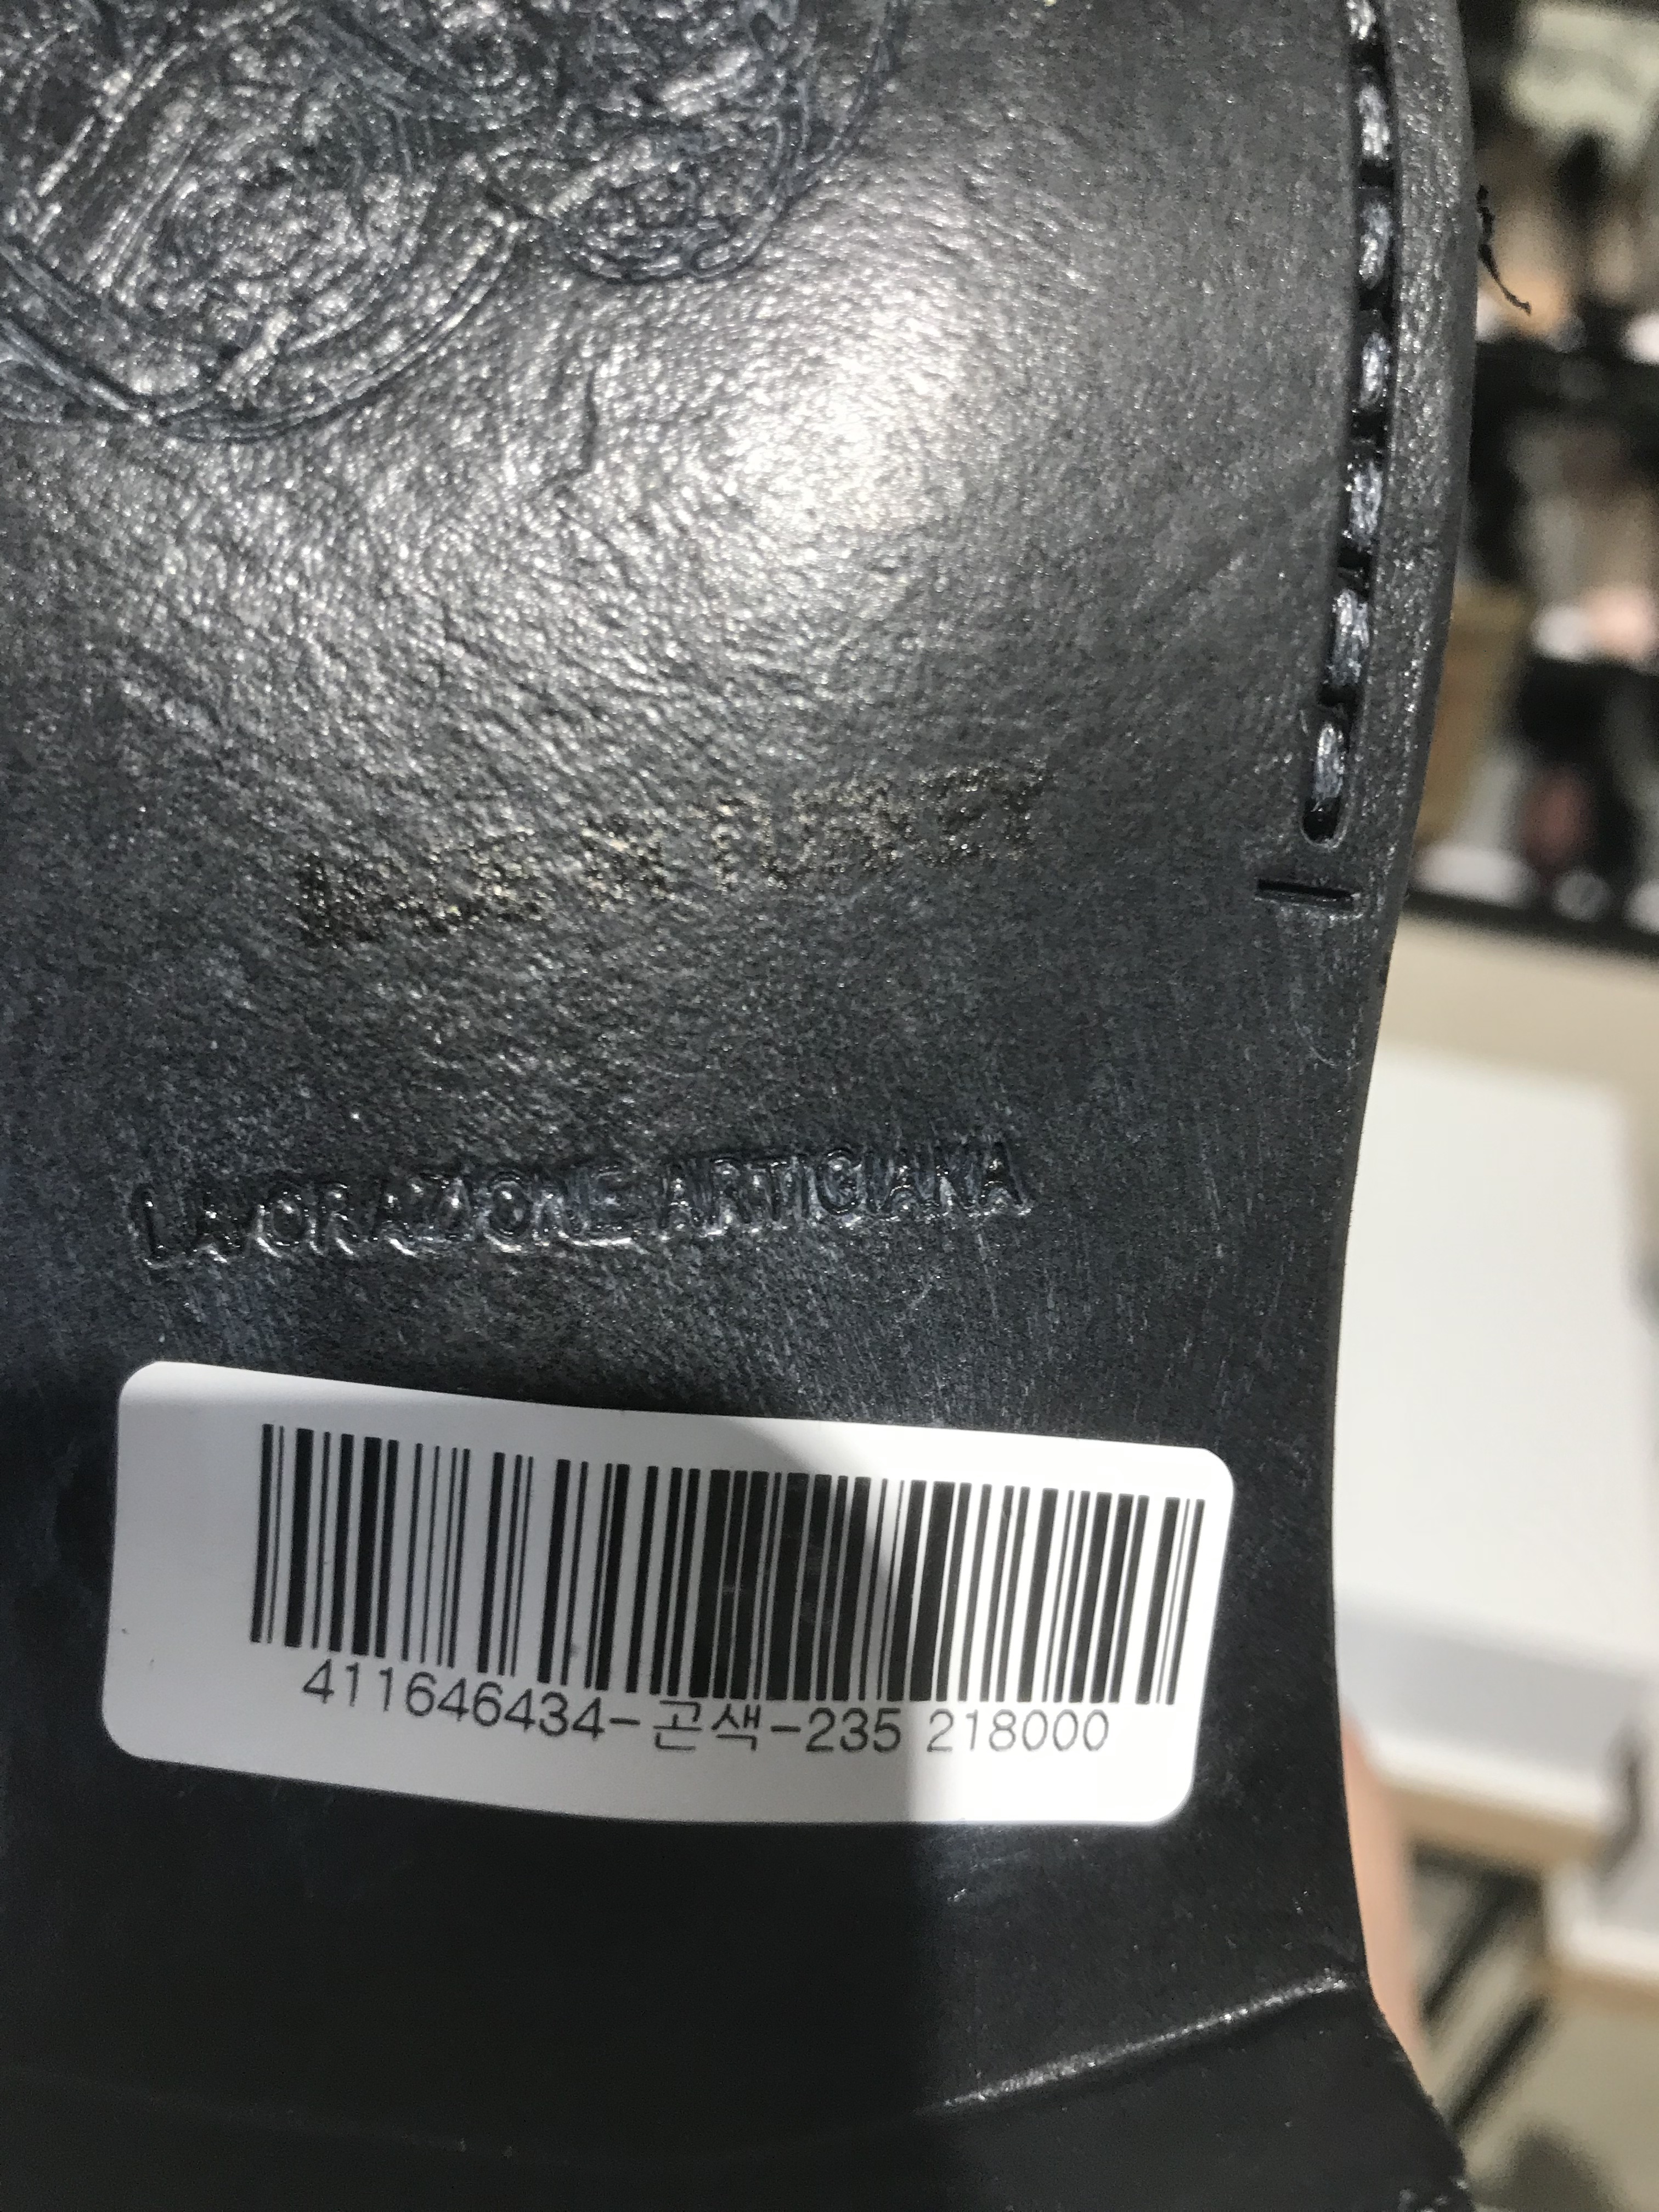 LAVORAZIONE ARTIGIANA
411646434-곤색-235 218000